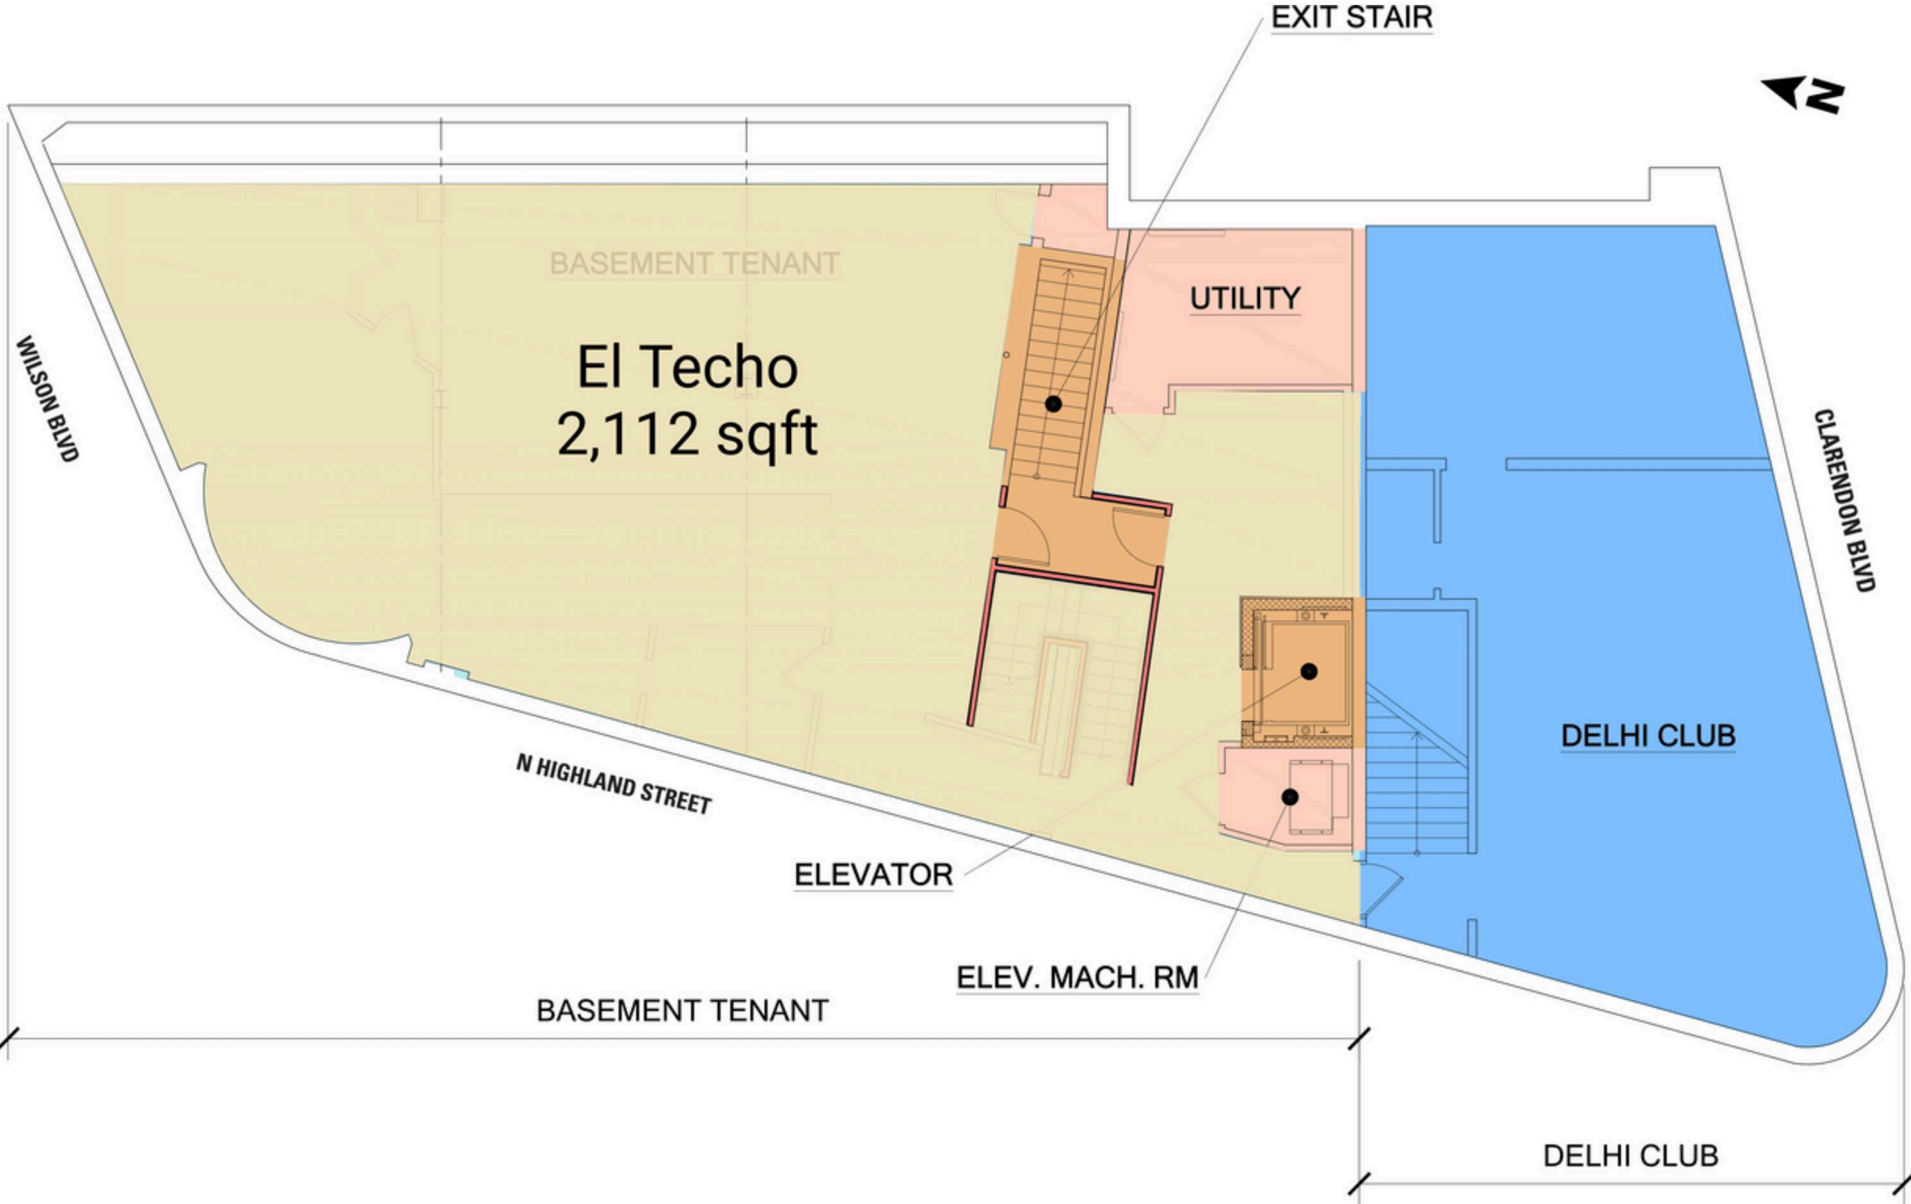 EXIT STAIR
N
BASEMENT TENANT
El Techo
2,112 sqft
UTILITY
WILSON BLVD
CLARENDON BLVD
N HIGHLAND STREET
DELHI CLUB
ELEVATOR
ELEV. MACH. RM
BASEMENT TENANT
DELHI CLUB